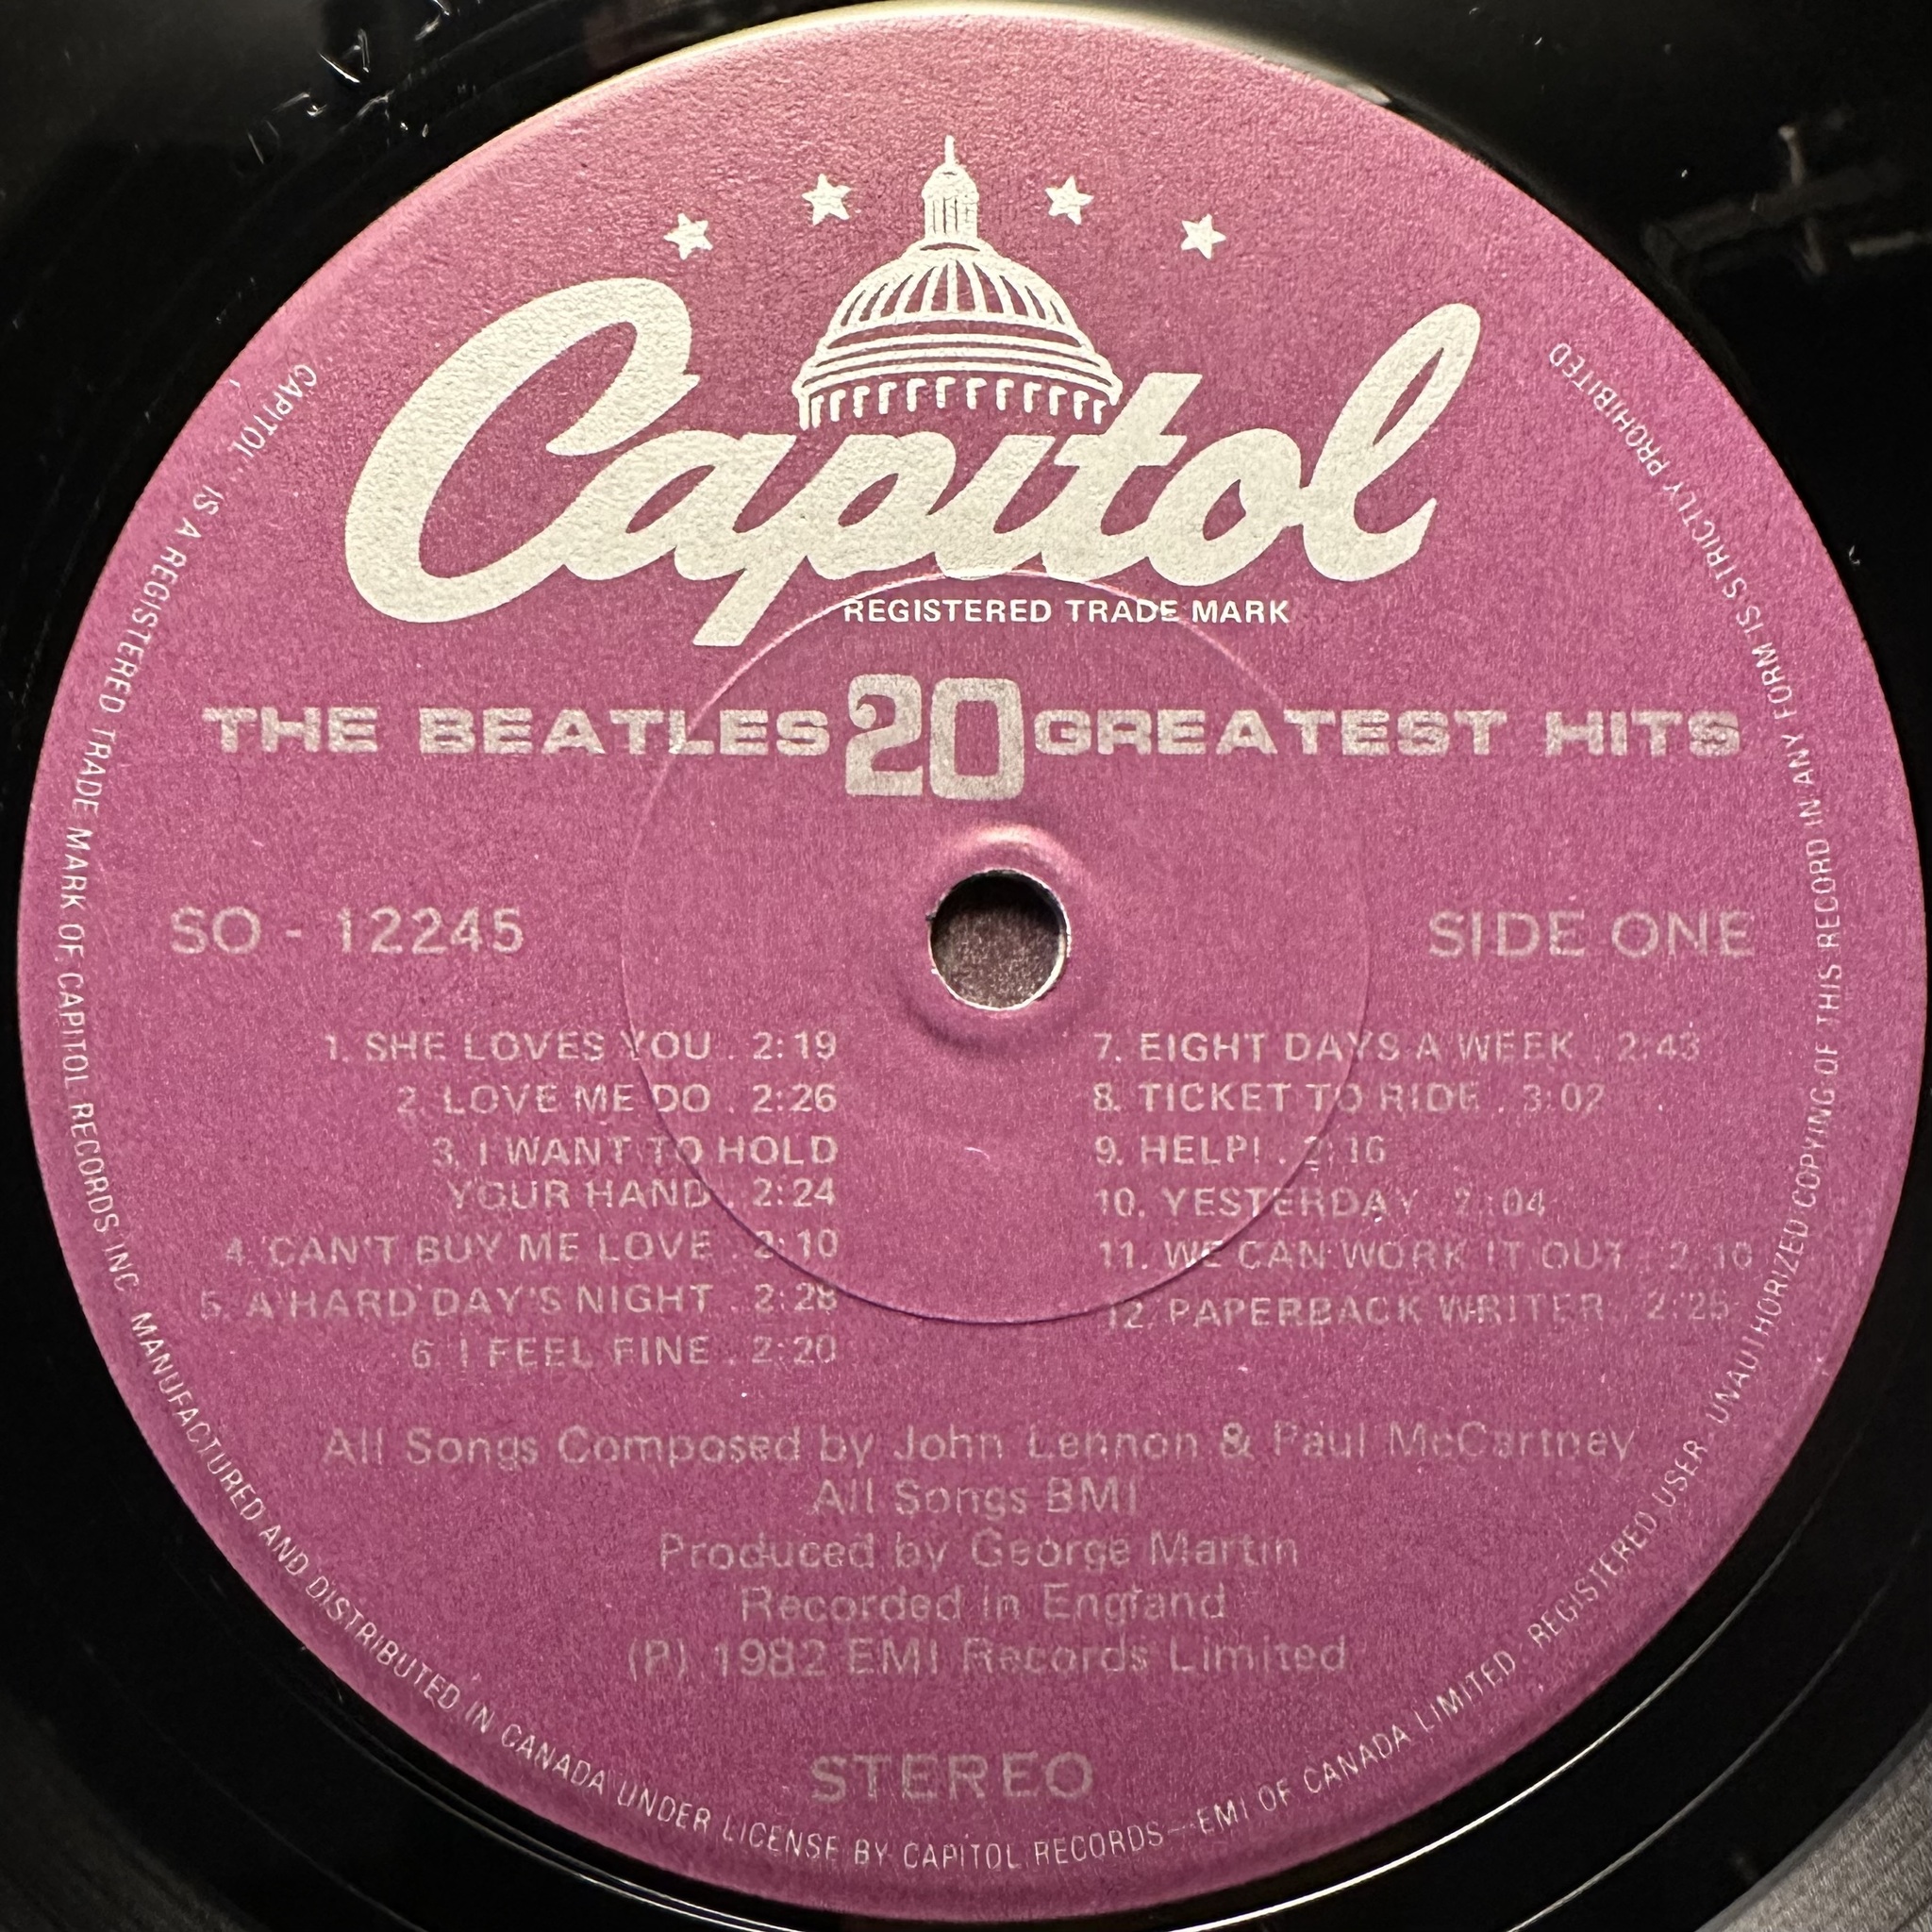 Capitol
REGISTERED TRADE MARK
THE BEATLES 20 GREATEST HITS
SO - 12245
SIDE ONE
1. SHE LOVES YOU . 2:19
2. LOVE ME DO . 2:26
3. I WANT TO HOLD
YOUR HAND . 2:24
4. CAN'T BUY ME LOVE . 2:10
5. A HARD DAY'S NIGHT . 2:28
6. I FEEL FINE . 2:20
7. EIGHT DAYS A WEEK . 2:43
8. TICKET TO RIDE . 3:02
9. HELP! . 2:16
10. YESTERDAY . 2:04
11. WE CAN WORK IT OUT . 2:10
12. PAPERBACK WRITER . 2:25
All Songs Composed by John Lennon & Paul McCartney
All Songs BMI
Produced by George Martin
Recorded in England
(P) 1982 EMI Records Limited
STEREO
CAPITOL IS A REGISTERED TRADE MARK OF CAPITOL RECORDS INC. MANUFACTURED AND DISTRIBUTED IN CANADA UNDER LICENSE BY CAPITOL RECORDS—EMI OF CANADA LIMITED. REGISTERED USER. UNAUTHORIZED COPYING OF THIS RECORD IN ANY FORM IS STRICTLY PROHIBITED